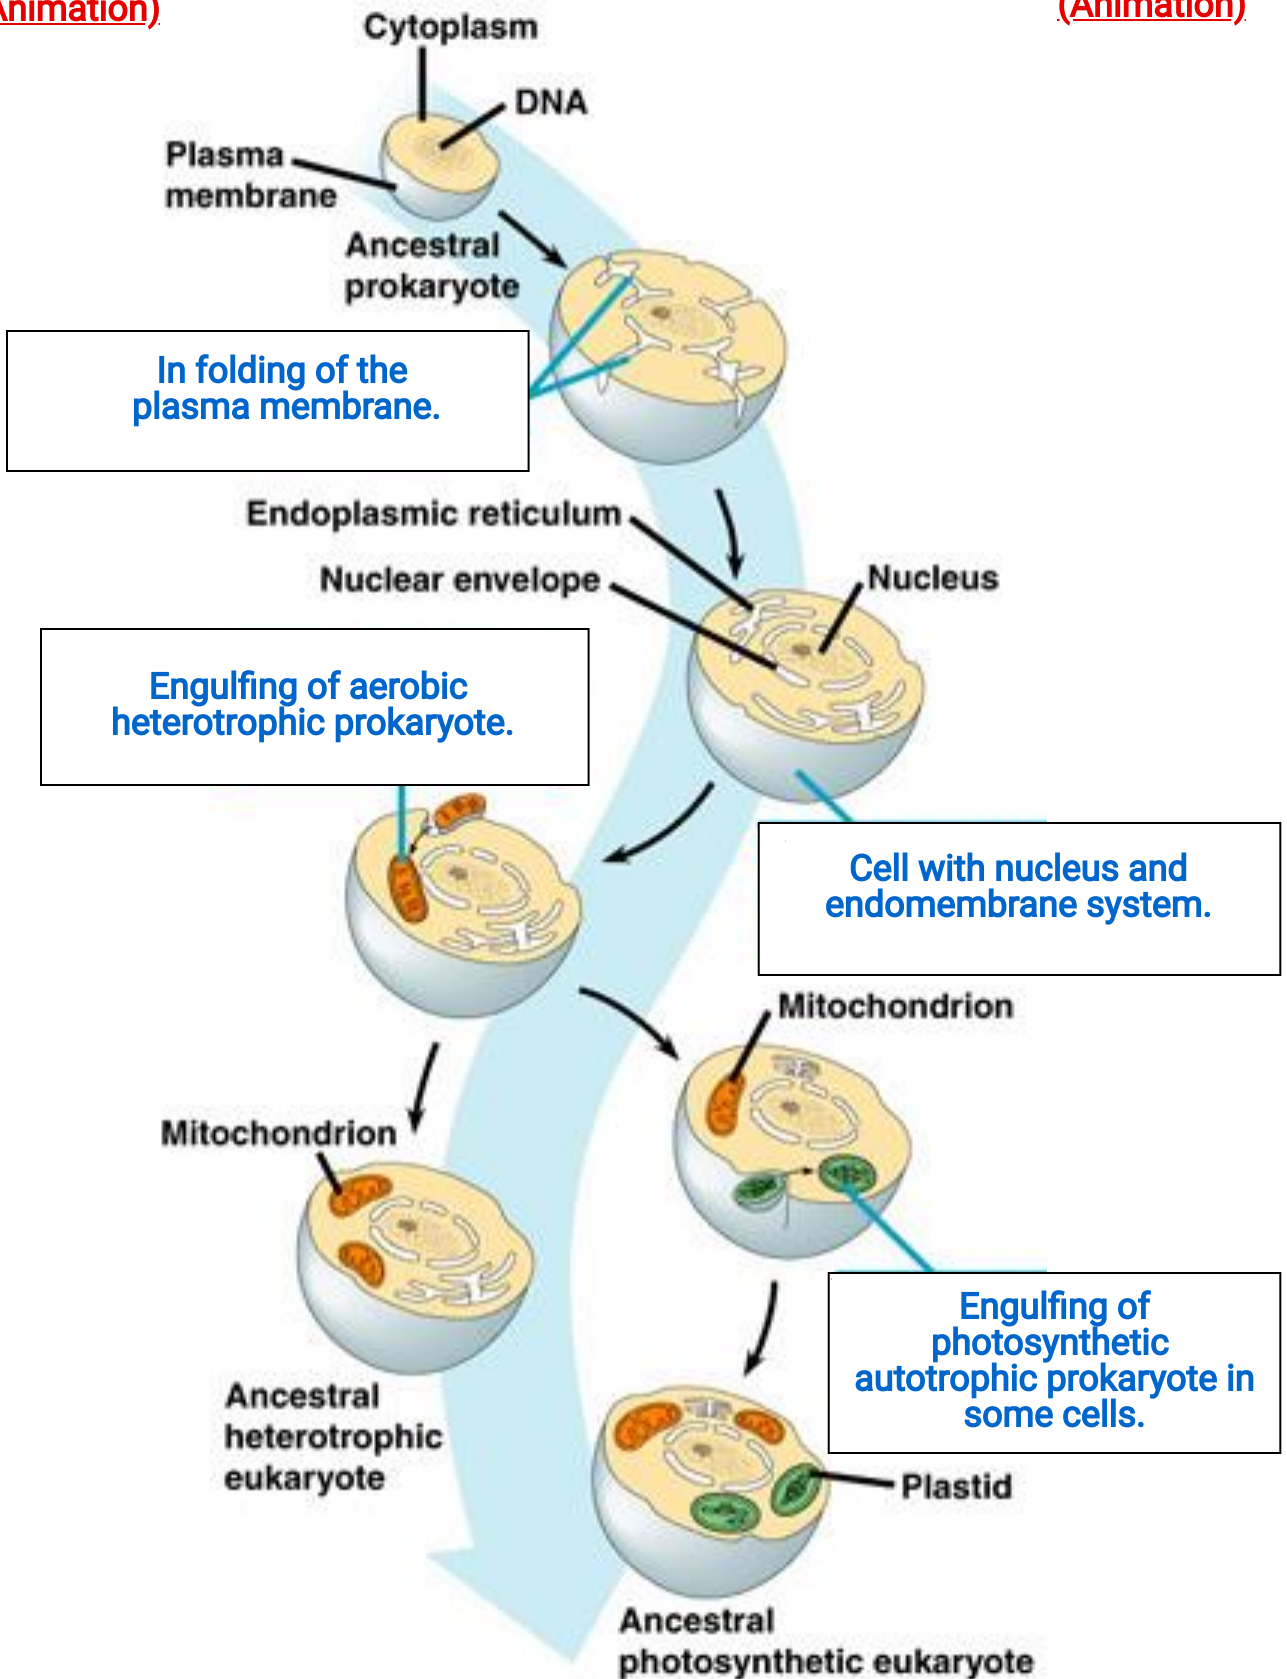 Animation)
(Animation)
Cytoplasm
DNA
Plasma
membrane
Ancestral
prokaryote
In folding of the
plasma membrane.
Endoplasmic reticulum
Nuclear envelope
Nucleus
Engulfing of aerobic
heterotrophic prokaryote.
Cell with nucleus and
endomembrane system.
Mitochondrion
Mitochondrion
Engulfing of
photosynthetic
autotrophic prokaryote in
some cells.
Ancestral
heterotrophic
eukaryote
Plastid
Ancestral
photosynthetic eukaryote